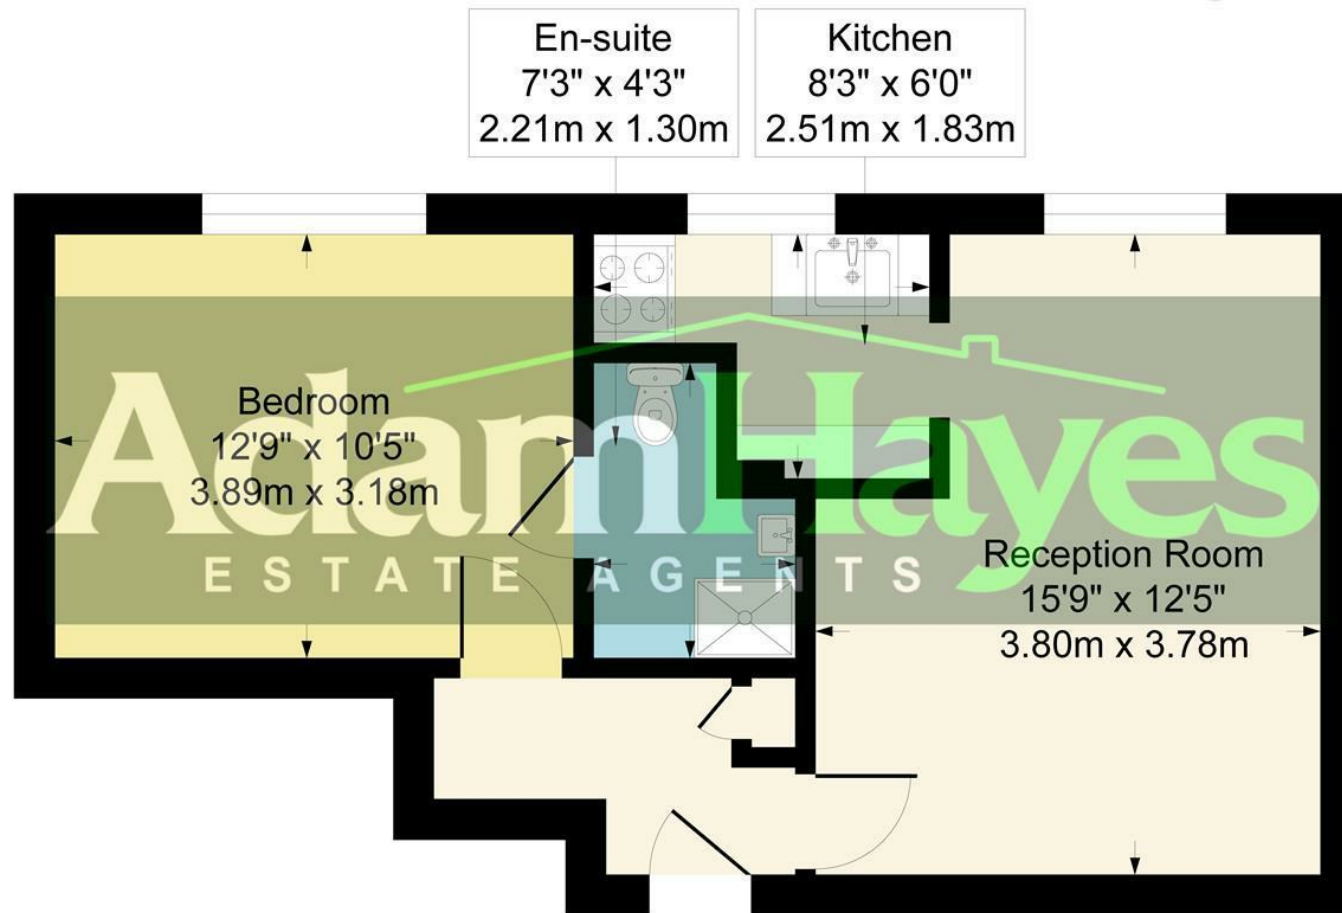 En-suite
7'3" x 4'3"
2.21m x 1.30m
Kitchen
8'3" x 6'0"
2.51m x 1.83m
Bedroom
12'9" x 10'5"
3.89m x 3.18m
AdamHayes
ESTATE AGENTS
Reception Room
15'9" x 12'5"
3.80m x 3.78m